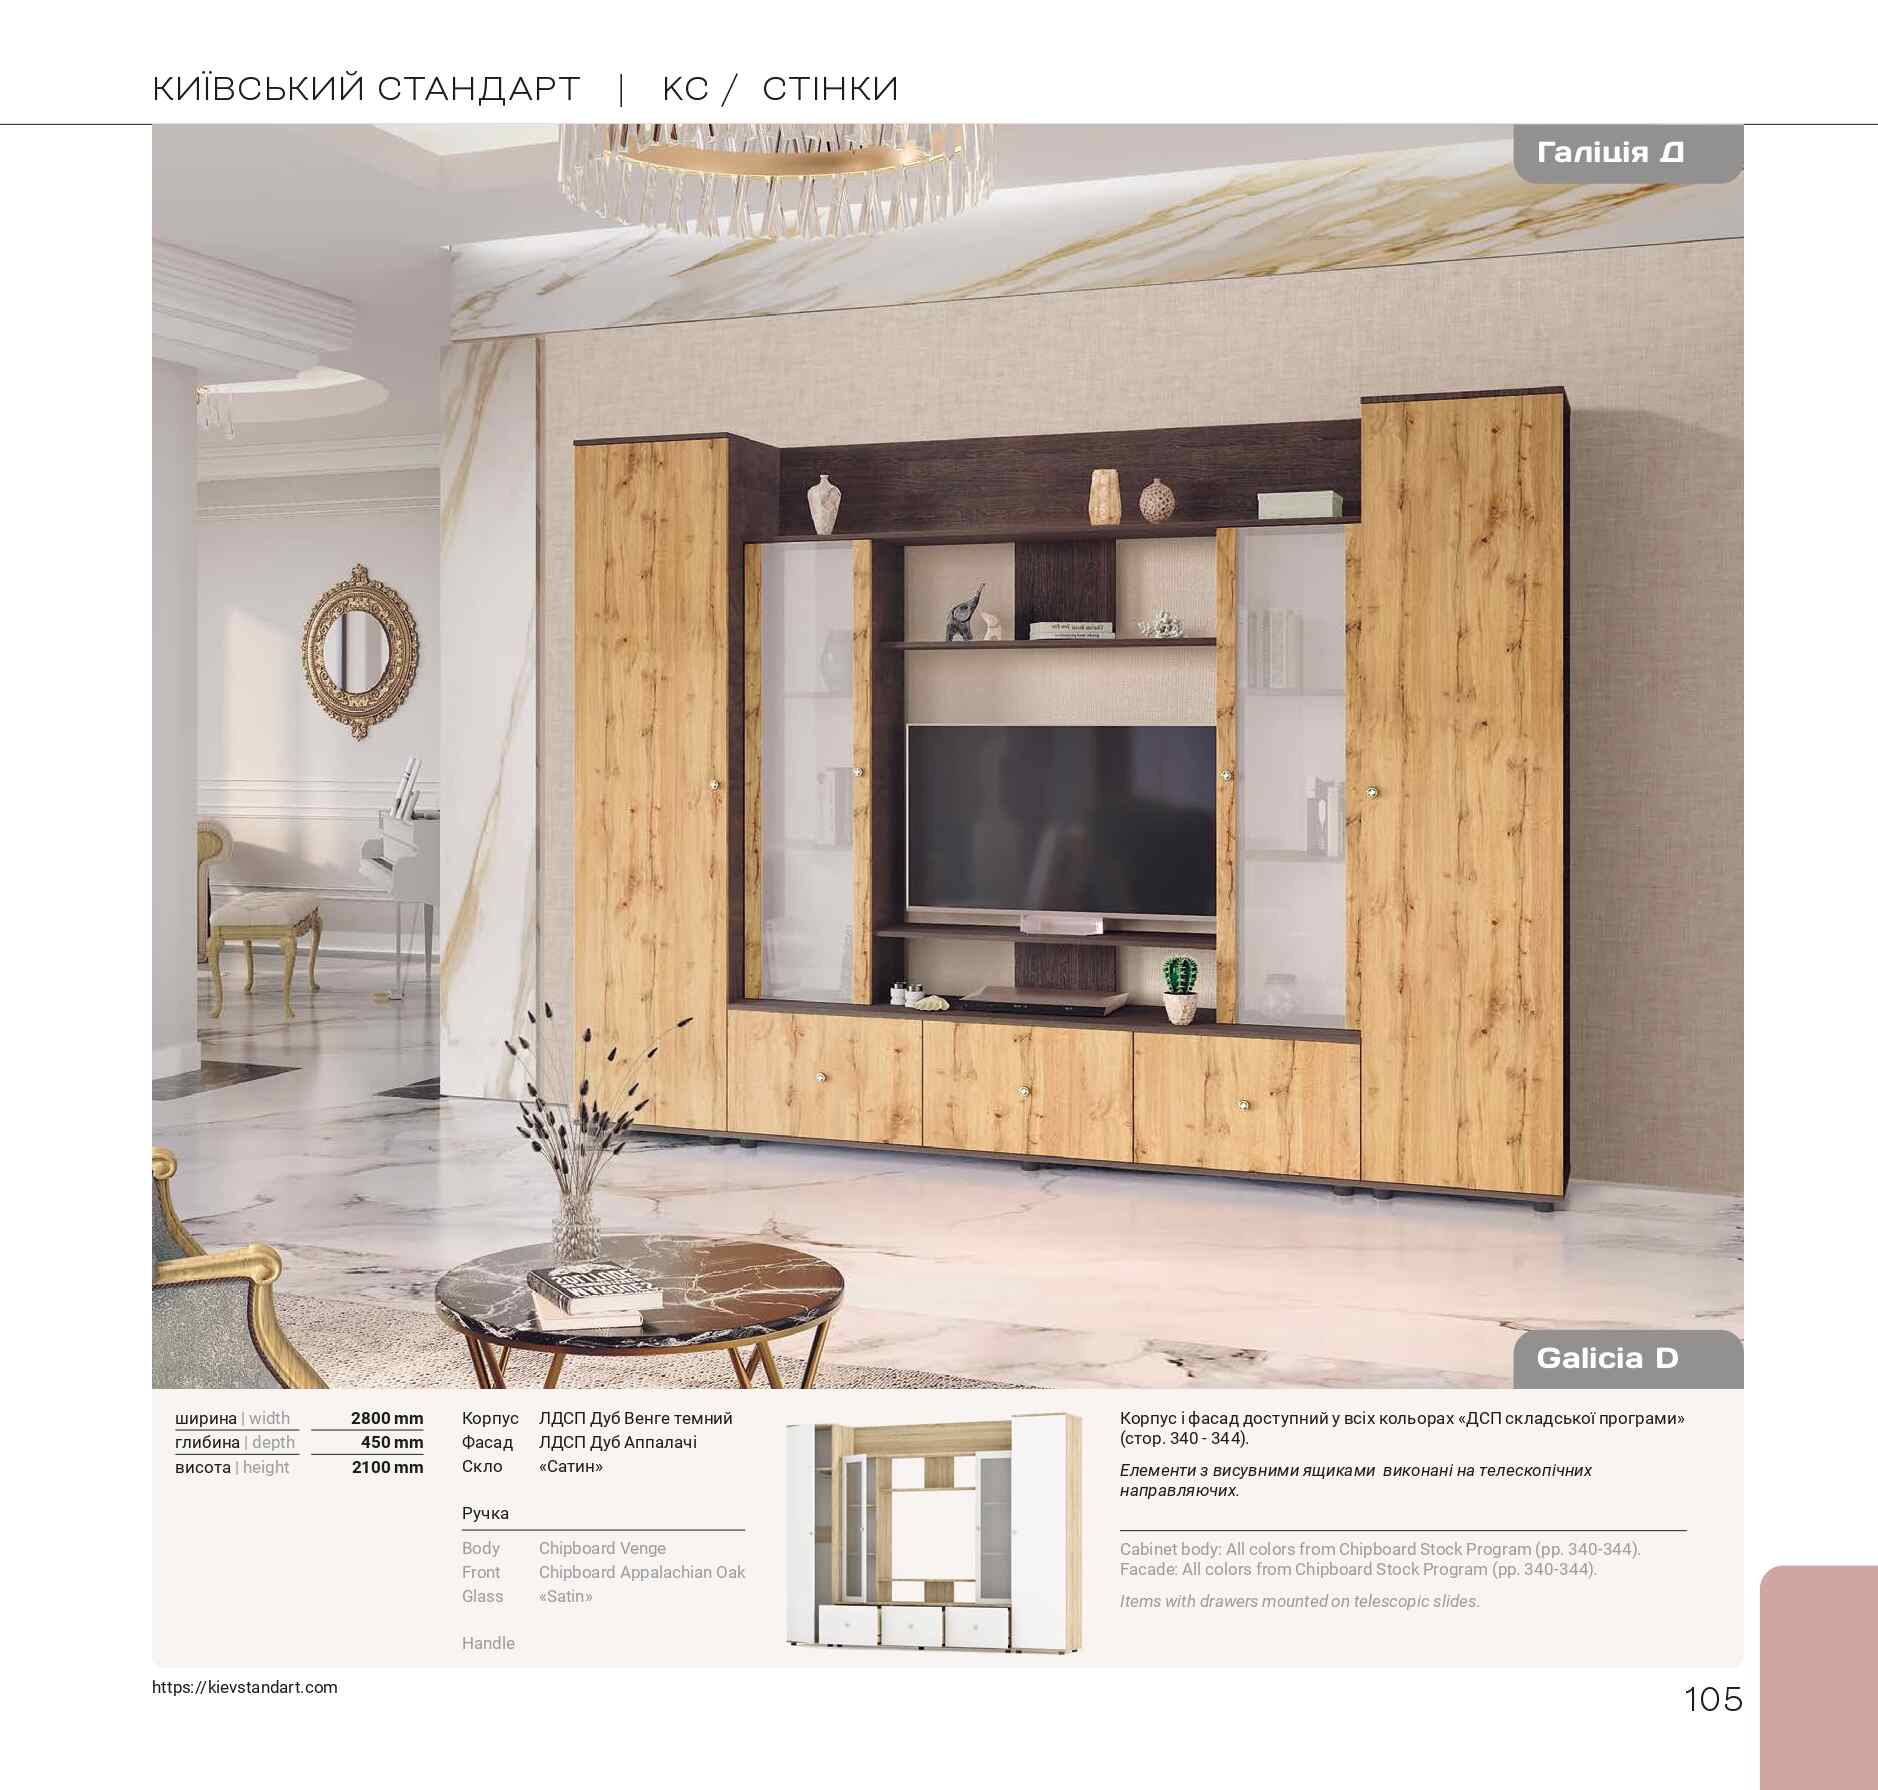 КИЇВСЬКИЙ СТАНДАРТ | КС / СТІНКИ
Галіція Д
Galicia D
ширина | width 2800 mm
глибина | depth 450 mm
висота | height 2100 mm
Корпус ЛДСП Дуб Венге темний
Фасад ЛДСП Дуб Аппалачі
Скло «Сатин»
Ручка
Body Chipboard Venge
Front Chipboard Appalachian Oak
Glass «Satin»
Handle
Корпус і фасад доступний у всіх кольорах «ДСП складської програми»
(стор. 340 - 344).
Елементи з висувними ящиками виконані на телескопічних
направляючих.
Cabinet body: All colors from Chipboard Stock Program (pp. 340-344).
Facade: All colors from Chipboard Stock Program (pp. 340-344).
Items with drawers mounted on telescopic slides.
https://kievstandart.com
105